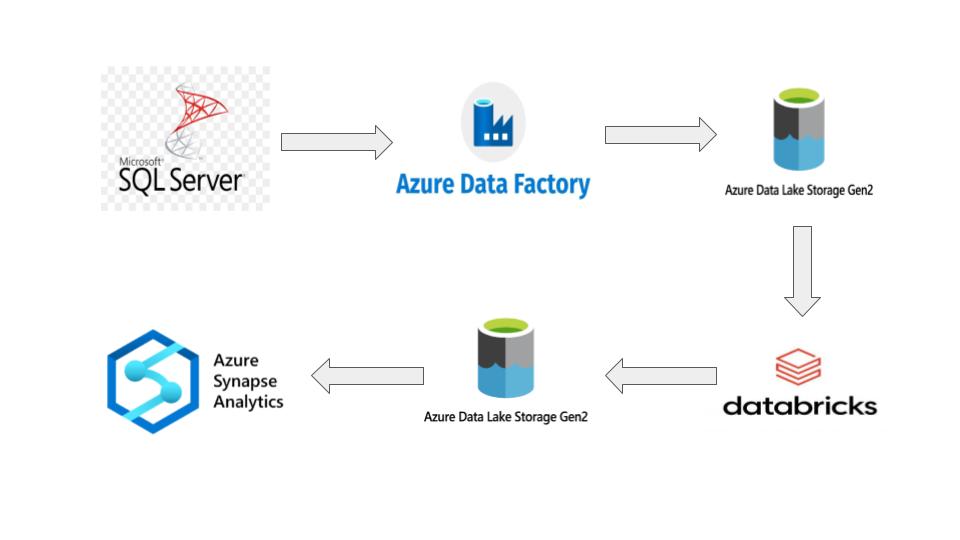 Microsoft
SQL Server
Azure Data Factory
Azure Data Lake Storage Gen2
Azure
Synapse
Analytics
Azure Data Lake Storage Gen2
databricks